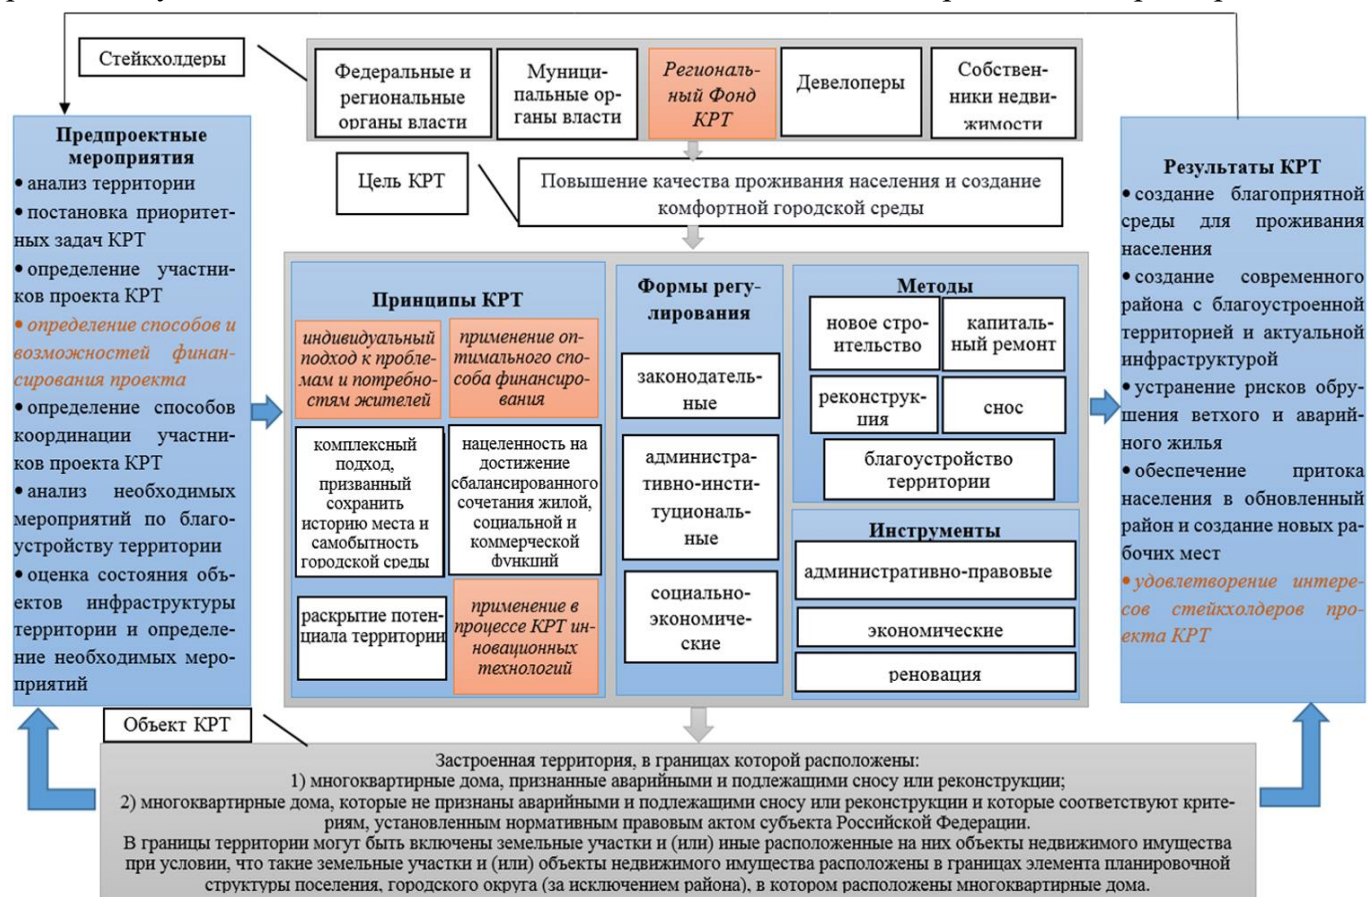 Стейкхолдеры
Федеральные и
региональные
органы власти
Муници-
пальные ор-
ганы власти
Региональ-
ный Фонд
КРТ
Девелоперы
Собствен-
ники недви-
жимости
Цель КРТ
Повышение качества проживания населения и создание
комфортной городской среды
Предпроектные
мероприятия
• анализ территории
• постановка приоритет-
ных задач КРТ
• определение участни-
ков проекта КРТ
• определение способов и
возможностей финан-
сирования проекта
• определение способов
координации участни-
ков проекта КРТ
• анализ необходимых
мероприятий по благо-
устройству территории
• оценка состояния объ-
ектов инфраструктуры
территории и определе-
ние необходимых меро-
приятий
Принципы КРТ
индивидуальный
подход к пробле-
мам и потребно-
стям жителей
применение оп-
тимального спо-
соба финансиро-
вания
комплексный
подход,
призванный
сохранить
историю места и
самобытность
городской среды
нацеленность на
достижение
сбалансированного
сочетания жилой,
социальной и
коммерческой
функций
раскрытие потен-
циала территории
применение в
процессе КРТ ин-
новационных
технологий
Формы регу-
лирования
законодатель-
ные
администра-
тивно-инсти-
туциональ-
ные
социально-
экономиче-
ские
Методы
новое стро-
ительство
капиталь-
ный ремонт
реконструк-
ция
снос
благоустройство
территории
Инструменты
административно-правовые
экономические
реновация
Результаты КРТ
• создание благоприятной
среды для проживания
населения
• создание современного
района с благоустроенной
территорией и актуальной
инфраструктурой
• устранение рисков обру-
шения ветхого и аварий-
ного жилья
• обеспечение притока
населения в обновленный
район и создание новых ра-
бочих мест
• удовлетворение интере-
сов стейкхолдеров про-
екта КРТ
Объект КРТ
Застроенная территория, в границах которой расположены:
1) многоквартирные дома, признанные аварийными и подлежащими сносу или реконструкции;
2) многоквартирные дома, которые не признаны аварийными и подлежащими сносу или реконструкции и которые соответствуют крите-
риям, установленным нормативным правовым актом субъекта Российской Федерации.
В границы территории могут быть включены земельные участки и (или) иные расположенные на них объекты недвижимого имущества
при условии, что такие земельные участки и (или) объекты недвижимого имущества расположены в границах элемента планировочной
структуры поселения, городского округа (за исключением района), в котором расположены многоквартирные дома.